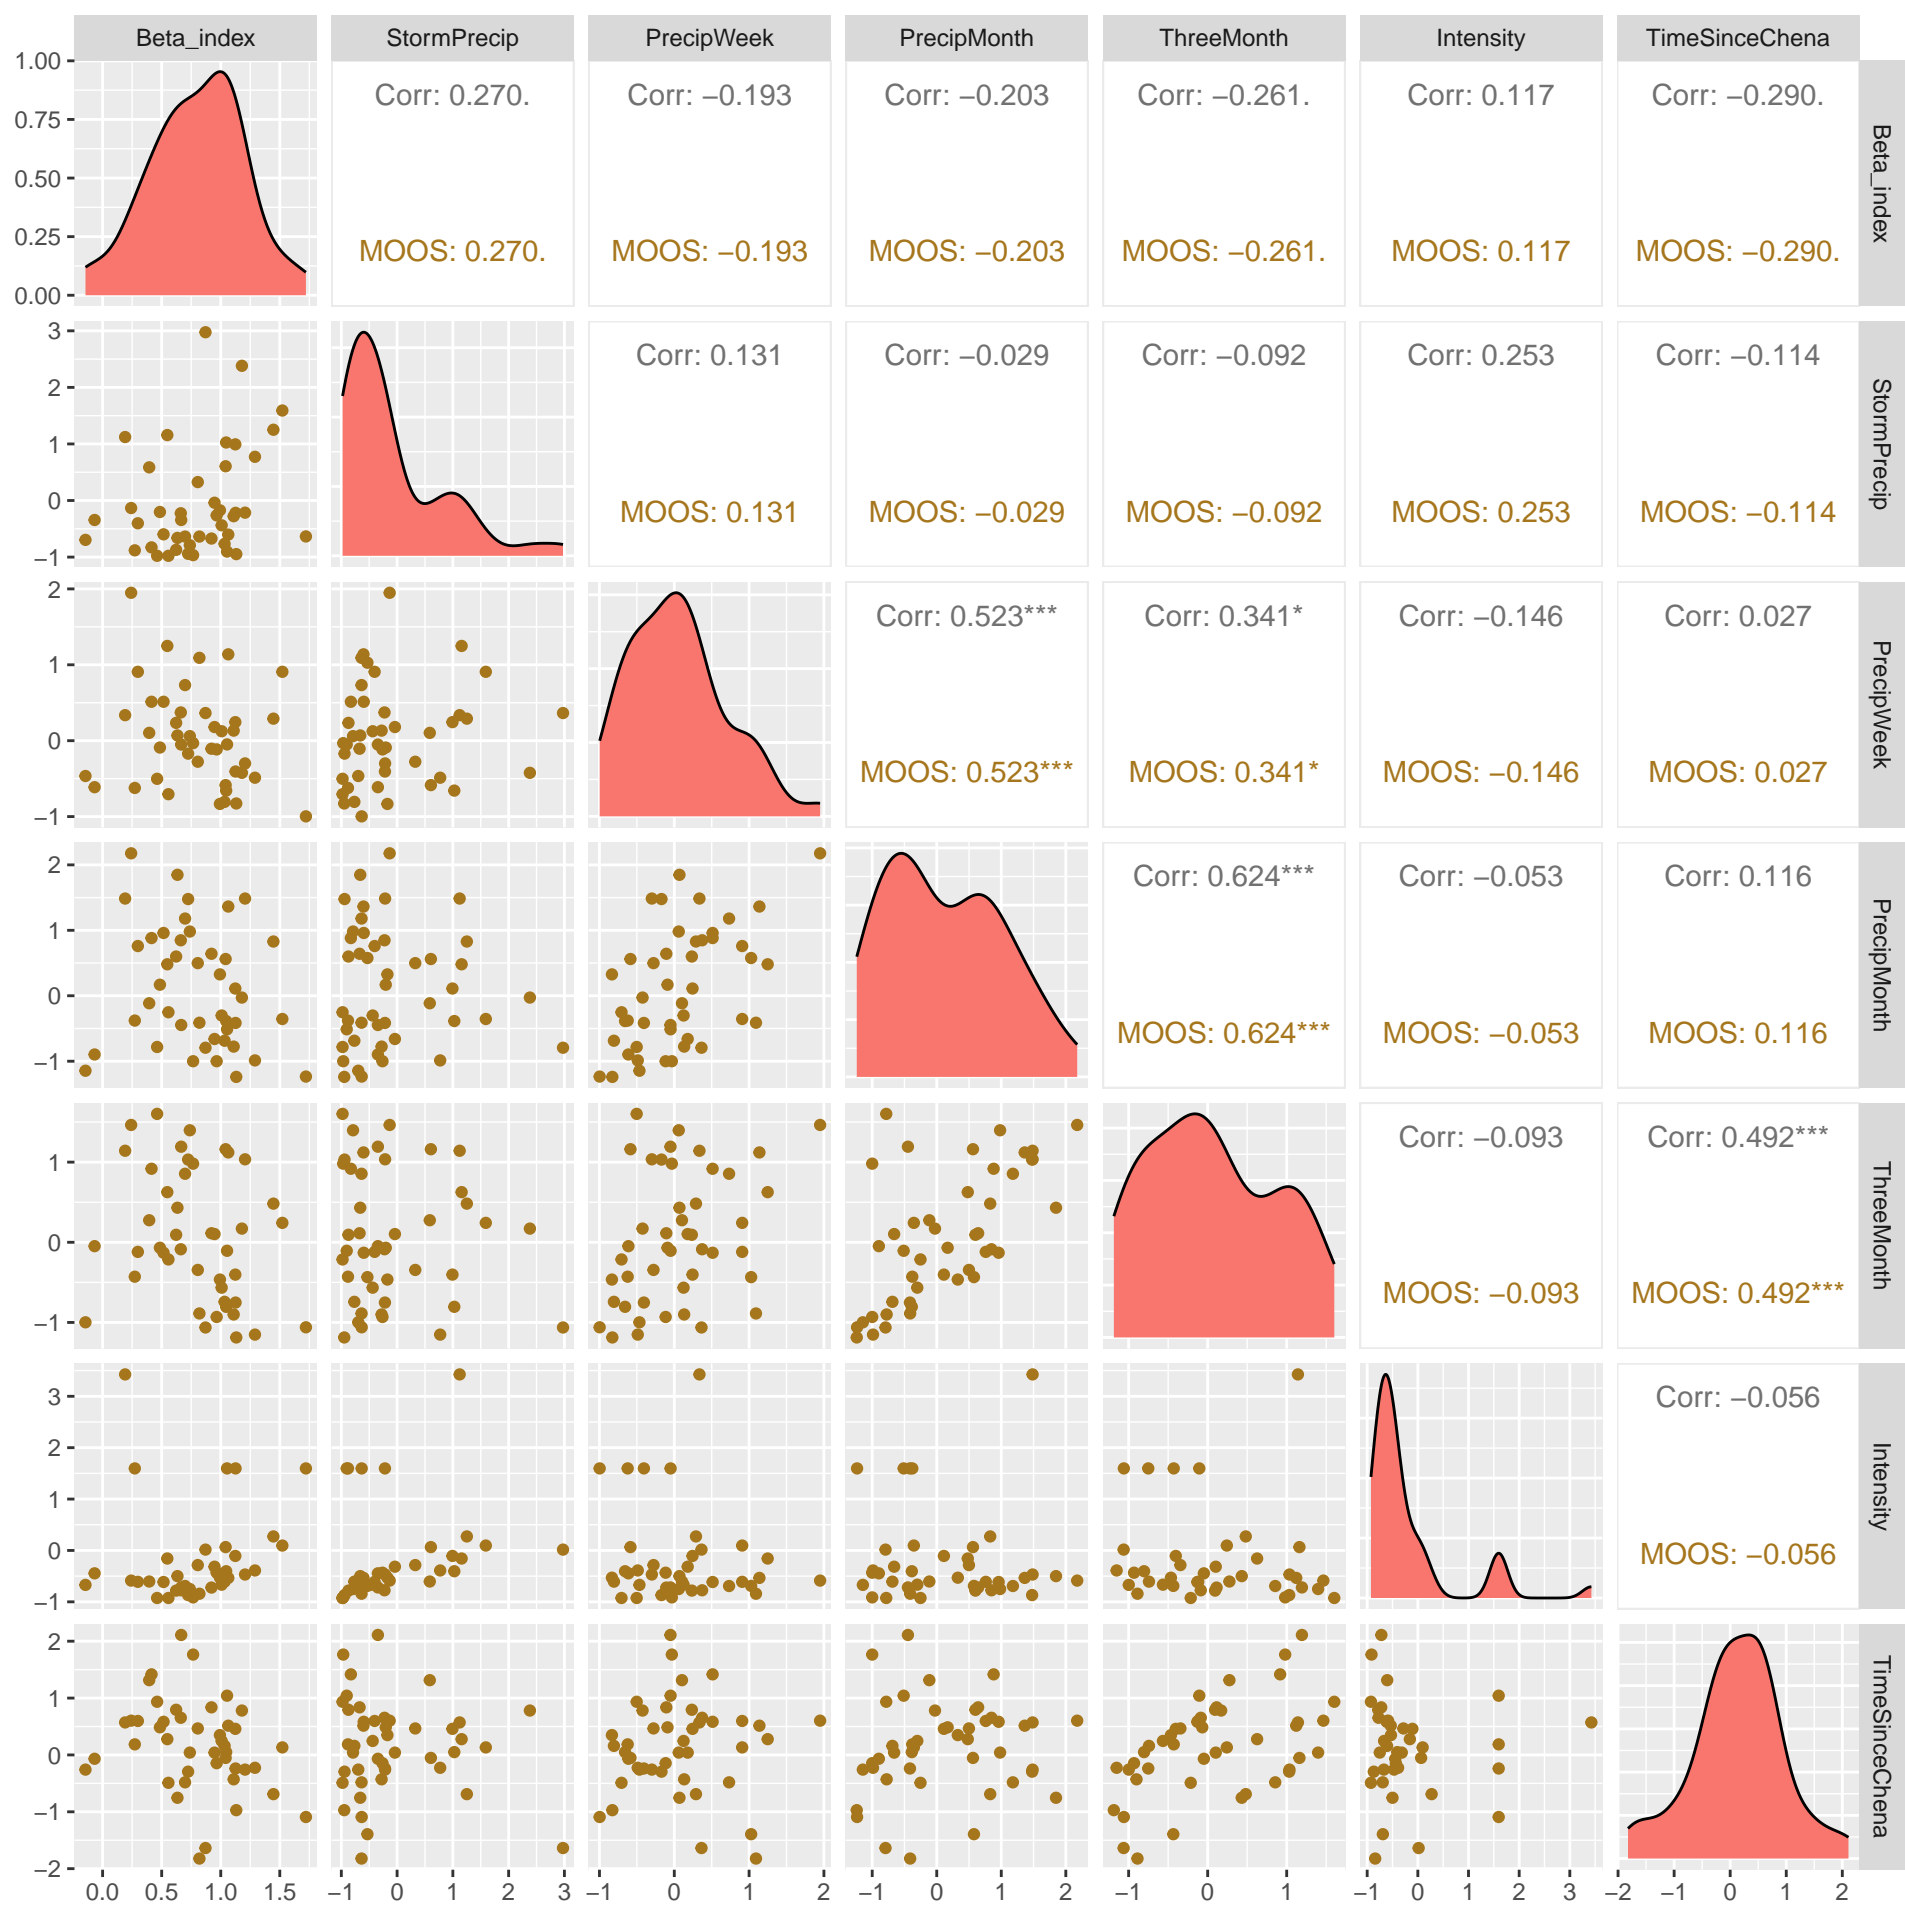 Beta_index StormPrecip PrecipWeek PrecipMonth ThreeMonth Intensity TimeSinceChena
1.00
0.75
0.50
0.25
0.00
Corr: 0.270. Corr: −0.193 Corr: −0.203 Corr: −0.261. Corr: 0.117 Corr: −0.290.
MOOS: 0.270. MOOS: −0.193 MOOS: −0.203 MOOS: −0.261. MOOS: 0.117 MOOS: −0.290.
Beta_index
3
2
1
0
−1
Corr: 0.131 Corr: −0.029 Corr: −0.092 Corr: 0.253 Corr: −0.114
MOOS: 0.131 MOOS: −0.029 MOOS: −0.092 MOOS: 0.253 MOOS: −0.114
StormPrecip
2
1
0
−1
Corr: 0.523*** Corr: 0.341* Corr: −0.146 Corr: 0.027
MOOS: 0.523*** MOOS: 0.341* MOOS: −0.146 MOOS: 0.027
PrecipWeek
2
1
0
−1
Corr: 0.624*** Corr: −0.053 Corr: 0.116
MOOS: 0.624*** MOOS: −0.053 MOOS: 0.116
PrecipMonth
1
0
−1
Corr: −0.093 Corr: 0.492***
MOOS: −0.093 MOOS: 0.492***
ThreeMonth
3
2
1
0
−1
Corr: −0.056
MOOS: −0.056
Intensity
2
1
0
−1
−2
TimeSinceChena
0.0 0.5 1.0 1.5 −1 0 1 2 3 −1 0 1 2 −1 0 1 2 −1 0 1 −1 0 1 2 3 −2 −1 0 1 2